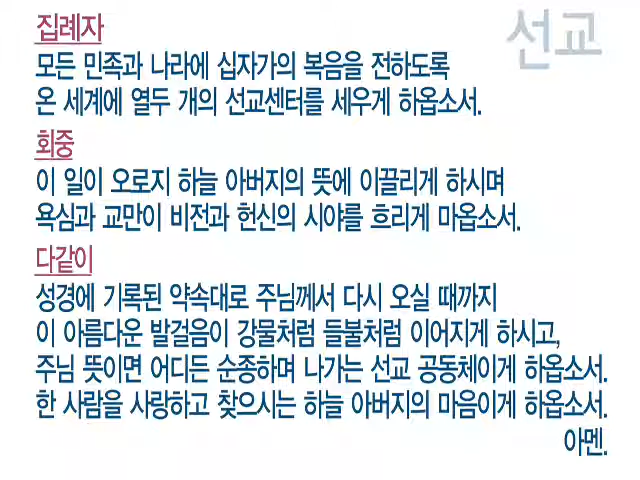 집례자
선교
모든 민족과 나라에 십자가의 복음을 전하도록
온 세계에 열두 개의 선교센터를 세우게 하옵소서.
회중
이 일이 오로지 하늘 아버지의 뜻에 이끌리게 하시며
욕심과 교만이 비전과 헌신의 시야를 흐리게 마옵소서.
다같이
성경에 기록된 약속대로 주님께서 다시 오실 때까지
이 아름다운 발걸음이 강물처럼 들불처럼 이어지게 하시고,
주님 뜻이면 어디든 순종하며 나가는 선교 공동체이게 하옵소서.
한 사람을 사랑하고 찾으시는 하늘 아버지의 마음이게 하옵소서.
아멘.